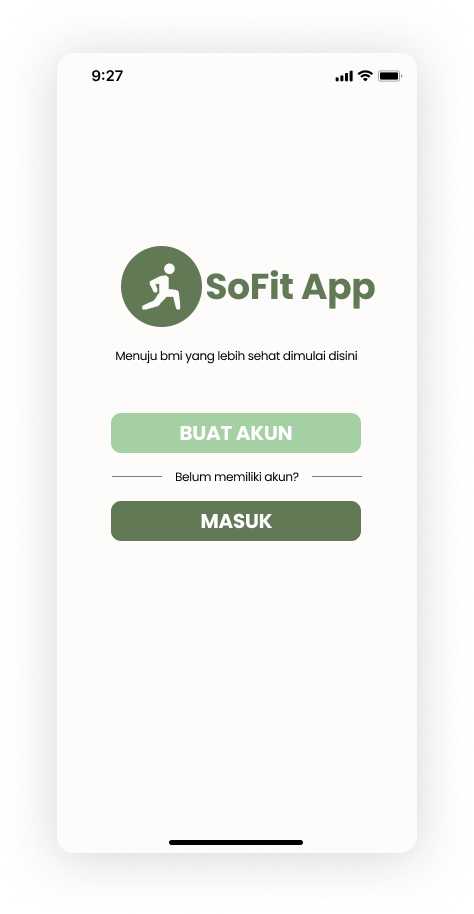 9:27
SoFit App
Menuju bmi yang lebih sehat dimulai disini
BUAT AKUN
Belum memiliki akun?
MASUK